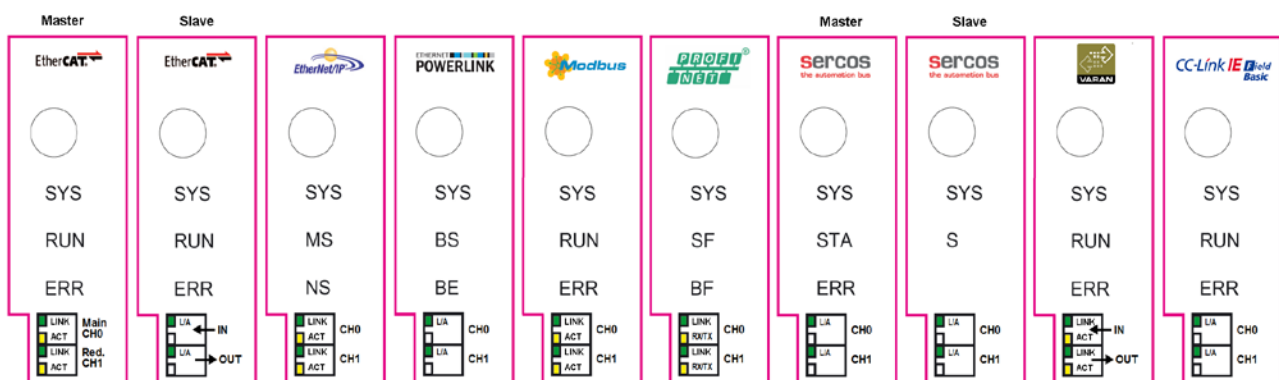 Master
EtherCAT.
SYS
RUN
ERR
LINK
ACT
Main
CH0
LINK
ACT
Red.
CH1
Slave
EtherCAT.
SYS
RUN
ERR
L/A
IN
L/A
OUT
EtherNet/IP
SYS
MS
NS
LINK
ACT
CH0
LINK
ACT
CH1
ETHERNET
POWERLINK
SYS
BS
BE
L/A
CH0
L/A
CH1
Modbus
SYS
RUN
ERR
LINK
ACT
CH0
LINK
ACT
CH1
PROFI®
NET
SYS
SF
BF
LINK
RX/TX
CH0
LINK
RX/TX
CH1
Master
sercos
the automation bus
SYS
STA
ERR
L/A
CH0
L/A
CH1
Slave
sercos
the automation bus
SYS
S
L/A
CH0
L/A
CH1
VARAN
SYS
RUN
ERR
LINK
ACT
IN
LINK
ACT
OUT
CC-Link IE Field
Basic
SYS
RUN
ERR
L/A
CH0
L/A
CH1